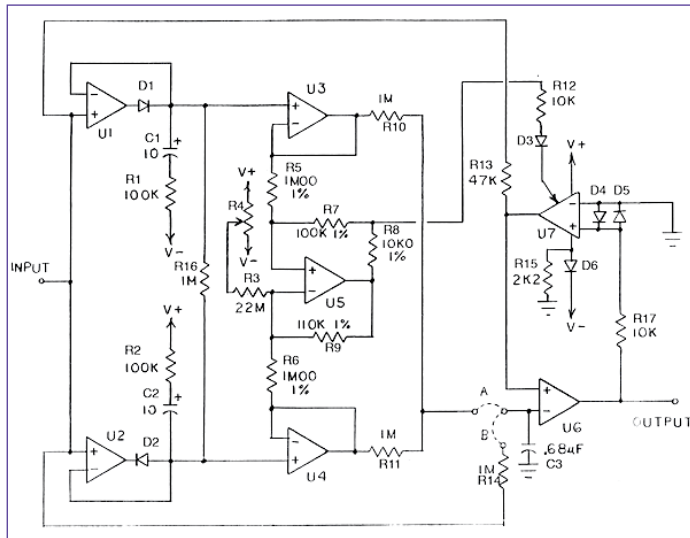 D1
U1
U3
1M
R10
R12
10K
C1
10
+
R1
100K
V-
V+
R4
V-
R5
1M00
1%
R7
100K 1%
R8
10K0
1%
D3
V+
R13
47K
D4
D5
U7
R15
2K2
D6
V-
INPUT
R16
1M
R3
22M
U5
110K 1%
R9
R17
10K
V+
R2
100K
C2
10
+
R6
1M00
1%
A
B
U6
OUTPUT
U2
D2
U4
1M
R11
1M
R14
.68uF
C3